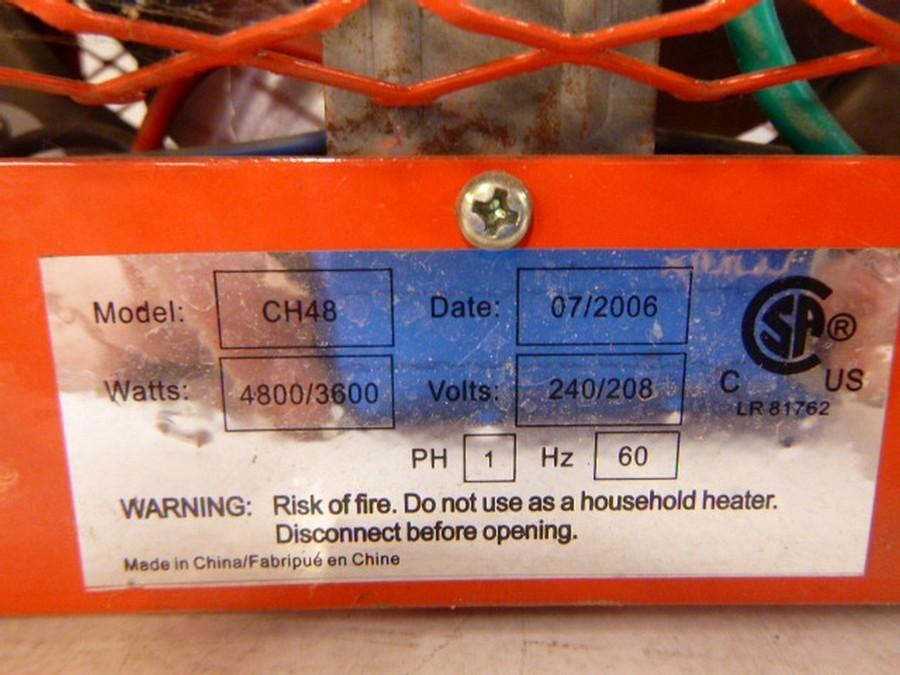 Model: CH48 Date: 07/2006
CSA ®
Watts: 4800/3600 Volts: 240/208
C US
LR 81762
PH 1 Hz 60
WARNING: Risk of fire. Do not use as a household heater.
Disconnect before opening.
Made in China/Fabripué en Chine